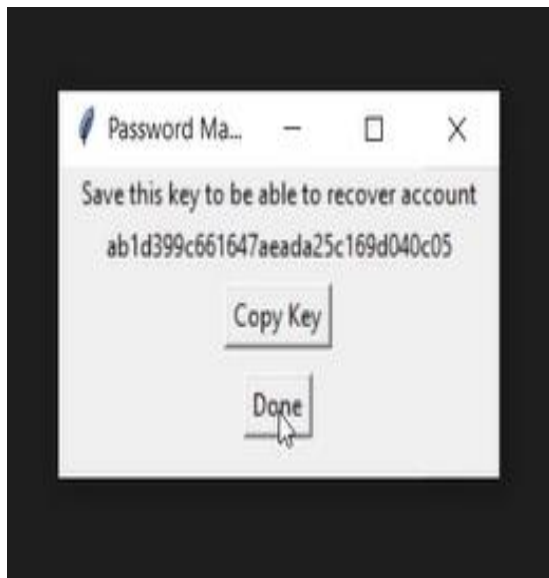 Password Ma...
Save this key to be able to recover account
ab1d399c661647aeada25c169d040c05
Copy Key
Done